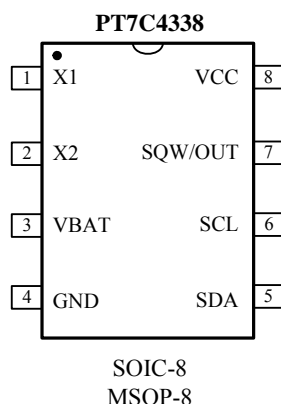 PT7C4338
1 X1 VCC 8
2 X2 SQW/OUT 7
3 VBAT SCL 6
4 GND SDA 5
SOIC-8
MSOP-8